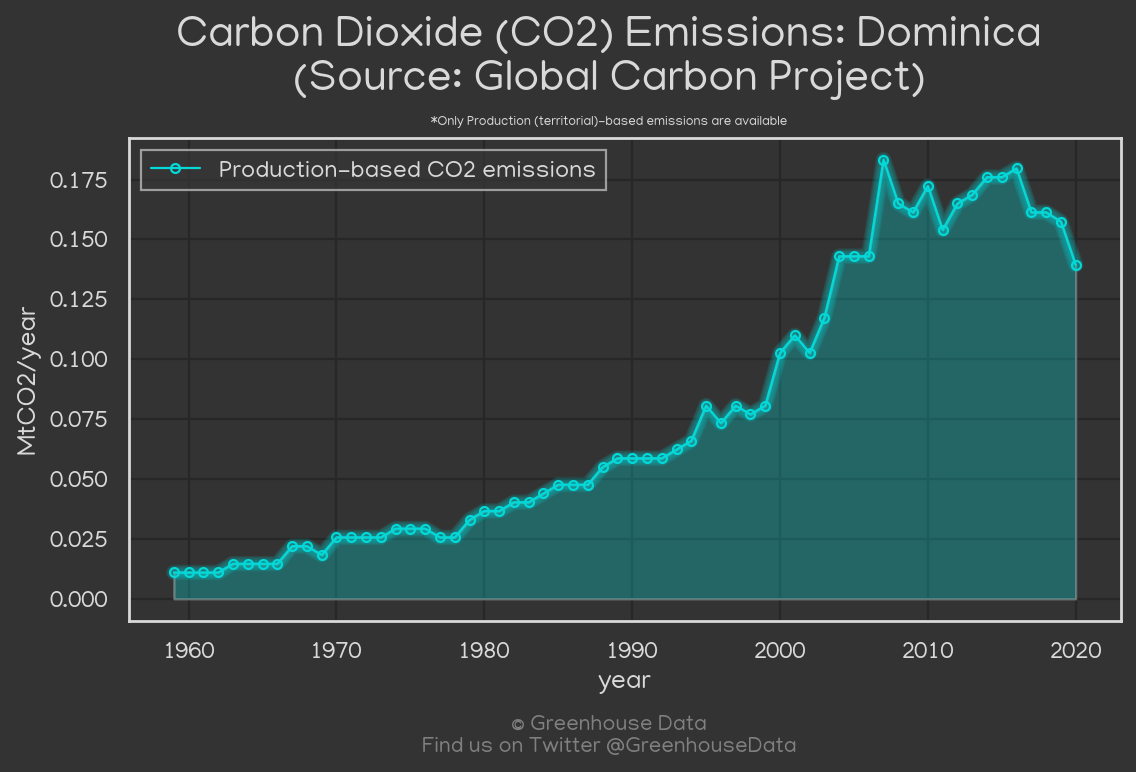 Carbon Dioxide (CO2) Emissions: Dominica
(Source: Global Carbon Project)
*Only Production (territorial)-based emissions are available
Production-based CO2 emissions
0.175
0.150
0.125
0.100
0.075
0.050
0.025
0.000
MtCO2/year
1960 1970 1980 1990 2000 2010 2020
year
© Greenhouse Data
Find us on Twitter @GreenhouseData